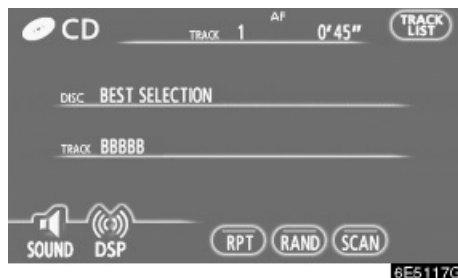 CD TRACK 1 AF 0'45" TRACK LIST
DISC BEST SELECTION
TRACK BBBBB
SOUND DSP RPT RAND SCAN
6E5117G